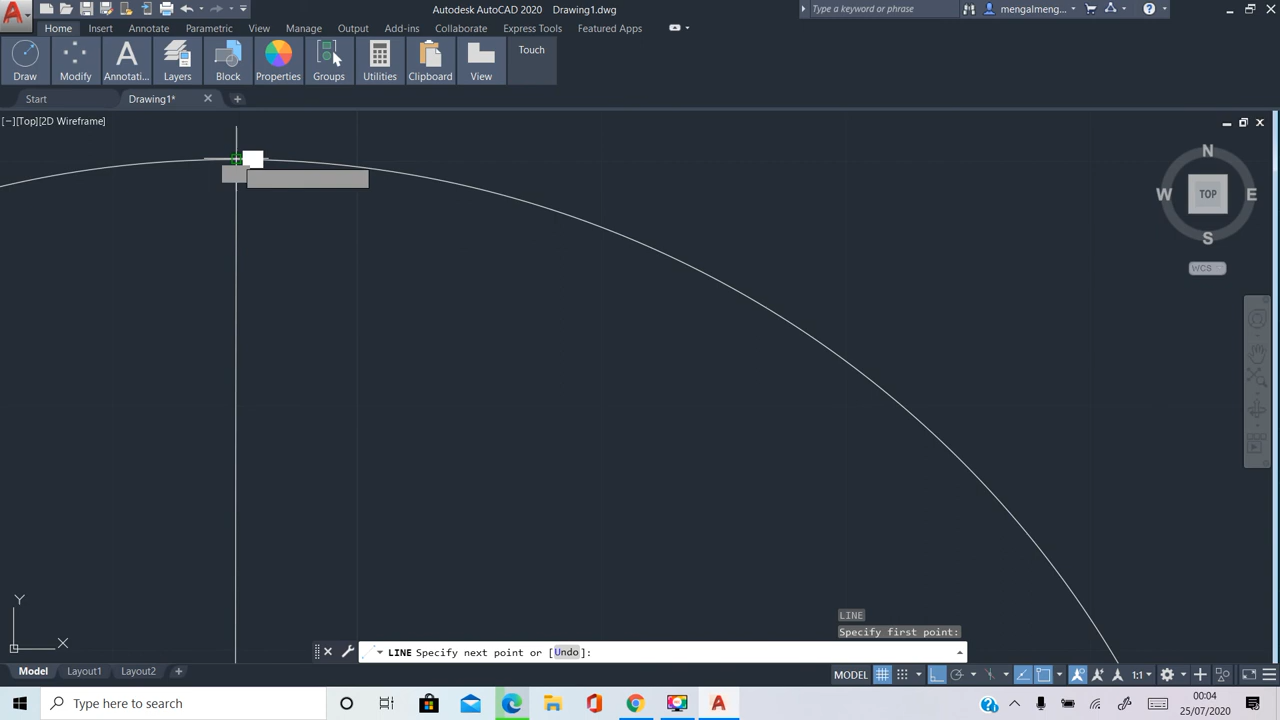 Autodesk AutoCAD 2020 Drawing1.dwg
Type a keyword or phrase
mengalmeng...
Home Insert Annotate Parametric View Manage Output Add-ins Collaborate Express Tools Featured Apps
Draw Modify Annotati... Layers Block Properties Groups Utilities Clipboard View Touch
Start Drawing1*
[−][Top][2D Wireframe]
N
W TOP E
S
WCS
Y
X
LINE
Specify first point:
LINE Specify next point or [Undo]:
Model Layout1 Layout2
MODEL 1:1
Type here to search
00:04
25/07/2020